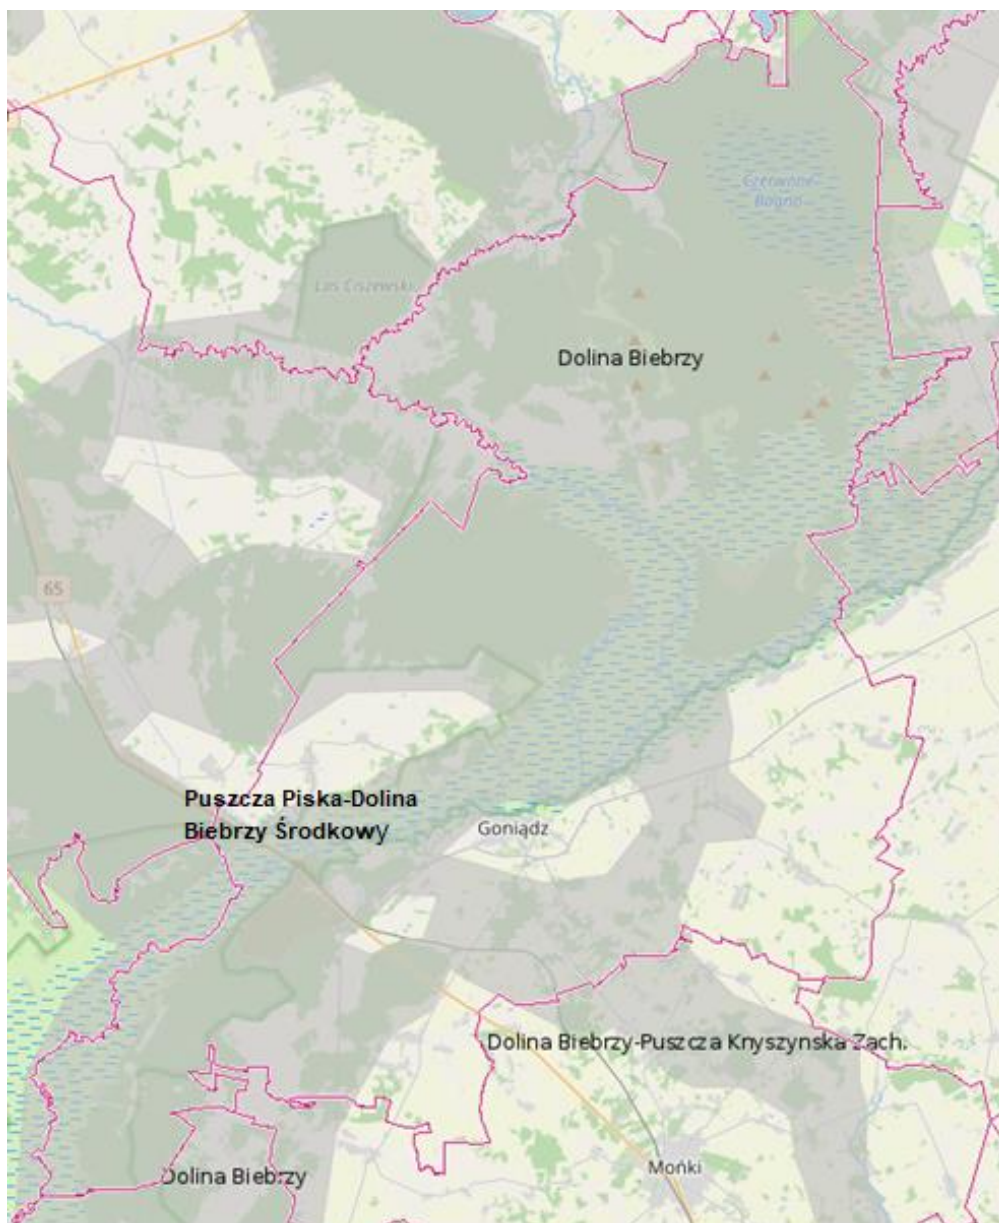 Czerwone
Bagno
Las Ciszewski
Dolina Biebrzy
65
Puszcza Piska-Dolina
Biebrzy Środkowy
Goniądz
Dolina Biebrzy-Puszcza Knyszynska Zach.
Dolina Biebrzy
Mońki